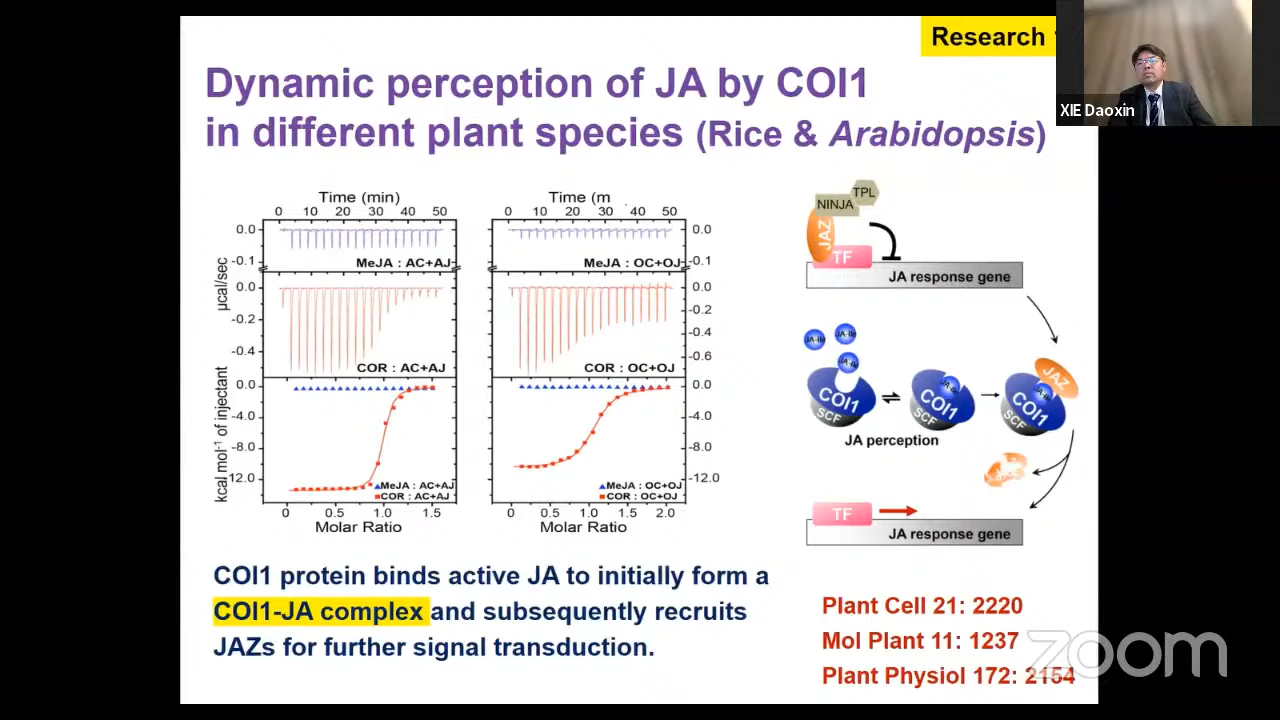 Research
XIE Daoxin
Dynamic perception of JA by COI1
in different plant species (Rice & Arabidopsis)
Time (min)
0 10 20 30 40 50
0.0
-0.1
MeJA : AC+AJ
µcal/sec
0.0
-0.2
-0.4
COR : AC+AJ
kcal mol⁻¹ of injectant
0.0
-4.0
-8.0
12.0
MeJA : AC+AJ
COR : AC+AJ
0 0.5 1.0 1.5
Molar Ratio
Time (m
0 10 20 30 40 50
0.0
-0.1
MeJA : OC+OJ
0.0
-0.2
-0.4
-0.6
COR : OC+OJ
0.0
-4.0
-8.0
-12.0
MeJA : OC+OJ
COR : OC+OJ
0 0.5 1.0 1.5 2.0
Molar Ratio
TPL
NINJA
JAZ
TF
JA response gene
JA-Ile
JA-Ile
COI1
SCF
COI1
SCF
JAZ
COI1
SCF
JA perception
TF
JA response gene
COI1 protein binds active JA to initially form a
COI1-JA complex and subsequently recruits
JAZs for further signal transduction.
Plant Cell 21: 2220
Mol Plant 11: 1237
Plant Physiol 172: 2154
zoom